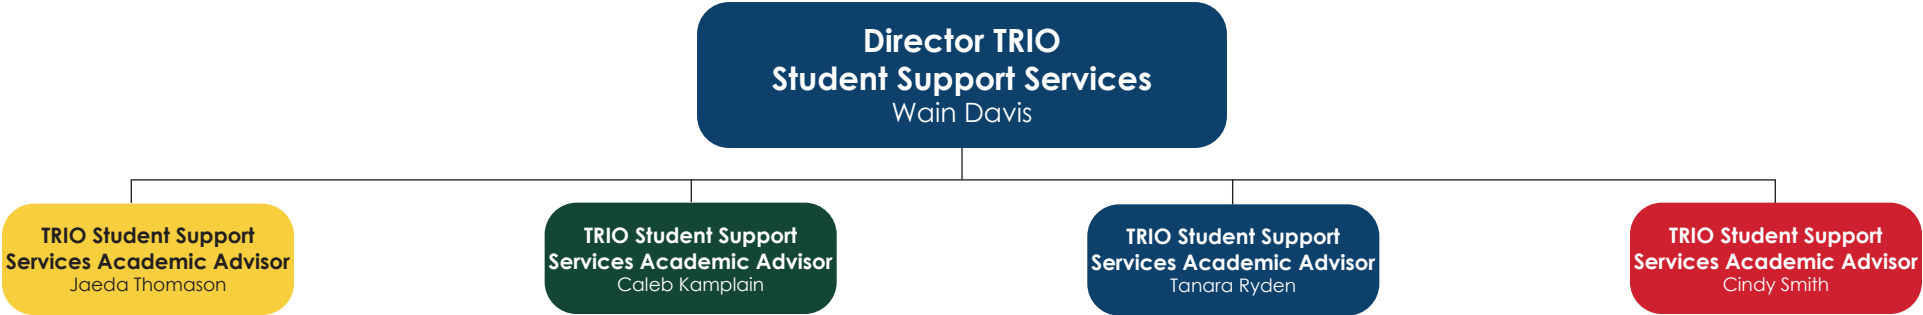 Director TRIO
Student Support Services
Wain Davis
TRIO Student Support
Services Academic Advisor
Jaeda Thomason
TRIO Student Support
Services Academic Advisor
Caleb Kamplain
TRIO Student Support
Services Academic Advisor
Tanara Ryden
TRIO Student Support
Services Academic Advisor
Cindy Smith